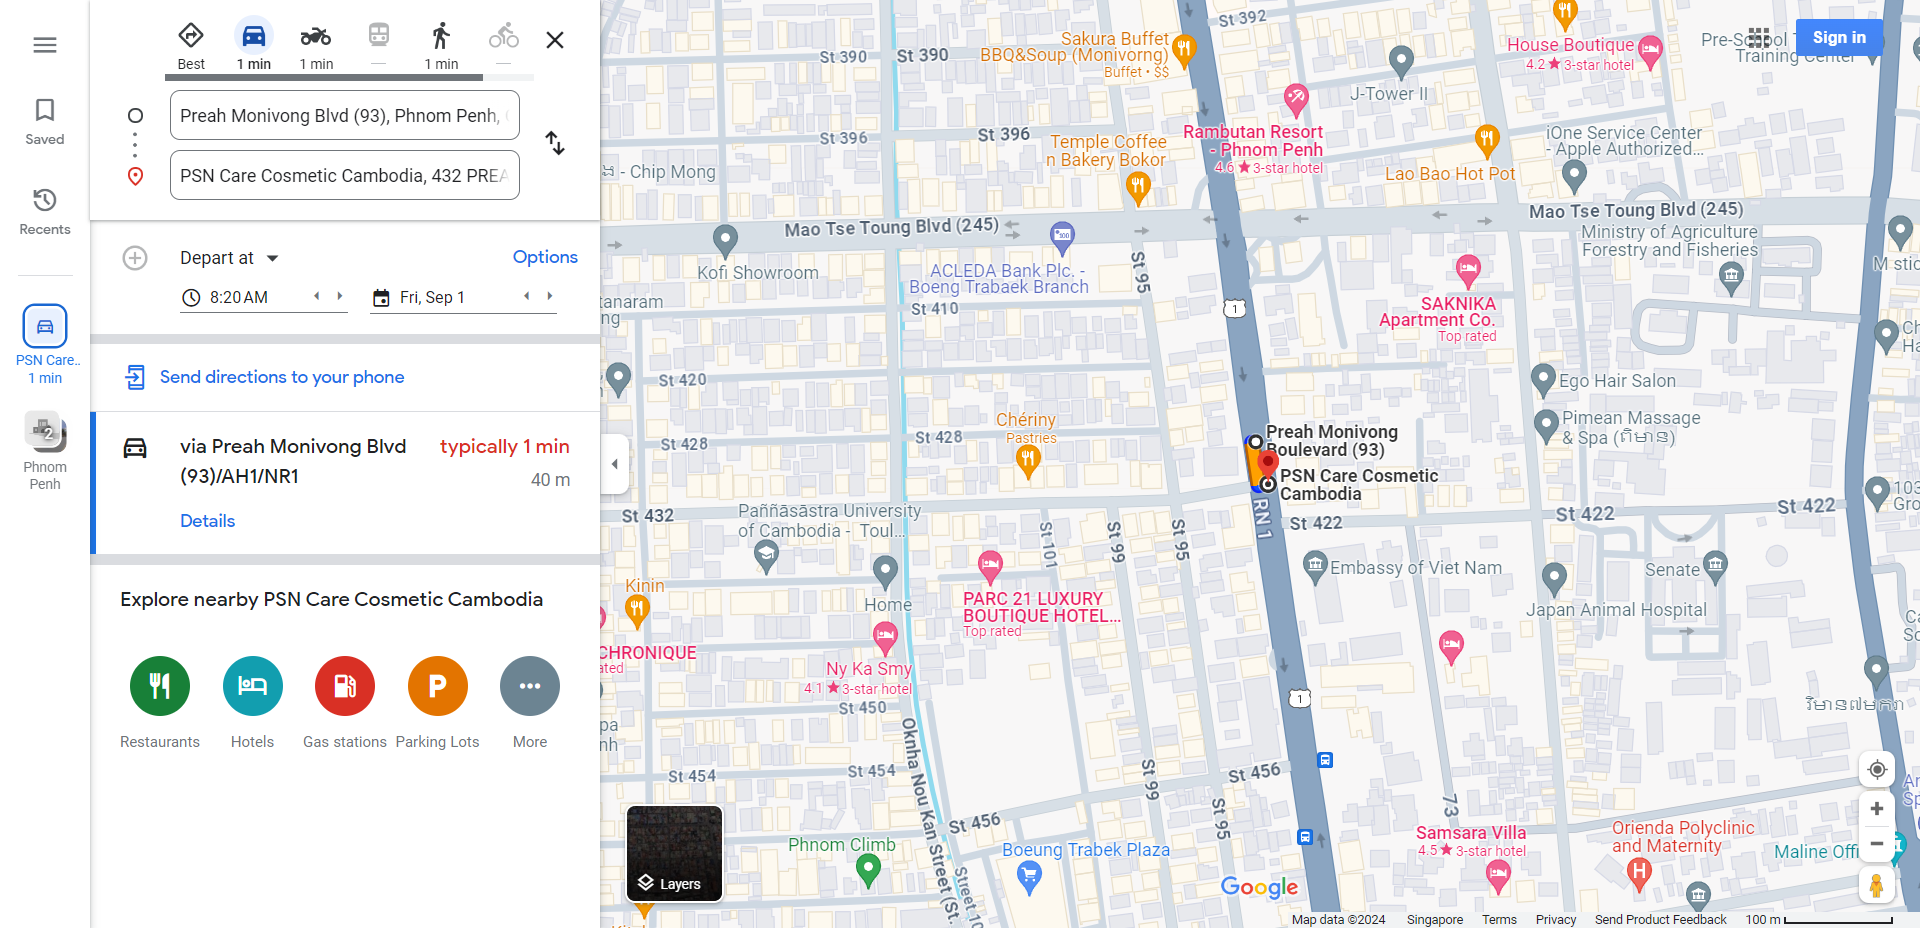 Saved
Recents
PSN Care..
1 min
2
Phnom
Penh
Best
1 min
1 min
—
1 min
—
Preah Monivong Blvd (93), Phnom Penh,
PSN Care Cosmetic Cambodia, 432 PREA
Depart at
Options
8:20 AM
Fri, Sep 1
Send directions to your phone
via Preah Monivong Blvd
(93)/AH1/NR1
typically 1 min
40 m
Details
Explore nearby PSN Care Cosmetic Cambodia
Restaurants
Hotels
Gas stations
P
Parking Lots
More
St 392
St 390
St 390
Sakura Buffet
BBQ&Soup (Monivorng)
Buffet • $$
House Boutique
4.2★ 3-star hotel
Training Center
Sign in
J-Tower II
St 396
St 396
Temple Coffee
n Bakery Bokor
Rambutan Resort
- Phnom Penh
4.6★ 3-star hotel
iOne Service Center
- Apple Authorized...
Lao Bao Hot Pot
- Chip Mong
Mao Tse Toung Blvd (245)
Mao Tse Toung Blvd (245)
Ministry of Agriculture
Forestry and Fisheries
Kofi Showroom
ACLEDA Bank Plc. -
Boeng Trabaek Branch
St 95
M stic
SAKNIKA
Apartment Co.
Top rated
tanaram
ng
St 410
1
St 420
Ego Hair Salon
Chériny
Pastries
St 428
St 428
Pimean Massage
& Spa (ពិមាន)
Preah Monivong
Boulevard (93)
PSN Care Cosmetic
Cambodia
RN 1
St 432
St 422
St 422
St 422
103
Gro
Paññāsāstra University
of Cambodia - Toul...
St 101
St 99
St 95
Embassy of Viet Nam
Senate
Japan Animal Hospital
Kinin
Home
PARC 21 LUXURY
BOUTIQUE HOTEL...
Top rated
CHRONIQUE
ated
Ny Ka Smy
4.1★ 3-star hotel
St 450
1
pa
nh
Oknha Nou Kan Street (St.
St 454
St 454
St 99
St 95
St 456
St 456
73
Phnom Climb
Boeung Trabek Plaza
Street 10
Samsara Villa
4.5★ 3-star hotel
Orienda Polyclinic
and Maternity
H
Maline Offi
Layers
Google
Map data ©2024
Singapore
Terms
Privacy
Send Product Feedback
100 m